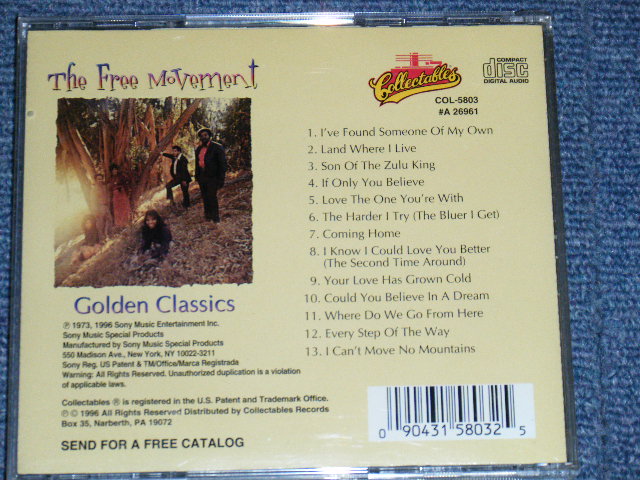 The Free Movement
Golden Classics
℗ 1973, 1996 Sony Music Entertainment Inc.
Sony Music Special Products
Manufactured by Sony Music Special Products
550 Madison Ave., New York, NY 10022-3211
Sony Reg. US Patent & TM/Office/Marca Registrada
Warning: All Rights Reserved. Unauthorized duplication is a violation
of applicable laws.
Collectables ® is registered in the U.S. Patent and Trademark Office.
℗ © 1996 All Rights Reserved Distributed by Collectables Records
Box 35, Narberth, PA 19072
SEND FOR A FREE CATALOG
Collectables
COMPACT
disc
DIGITAL AUDIO
COL-5803
#A 26961
1. I've Found Someone Of My Own
2. Land Where I Live
3. Son Of The Zulu King
4. If Only You Believe
5. Love The One You're With
6. The Harder I Try (The Bluer I Get)
7. Coming Home
8. I Know I Could Love You Better
(The Second Time Around)
9. Your Love Has Grown Cold
10. Could You Believe In A Dream
11. Where Do We Go From Here
12. Every Step Of The Way
13. I Can't Move No Mountains
0 90431 58032 5